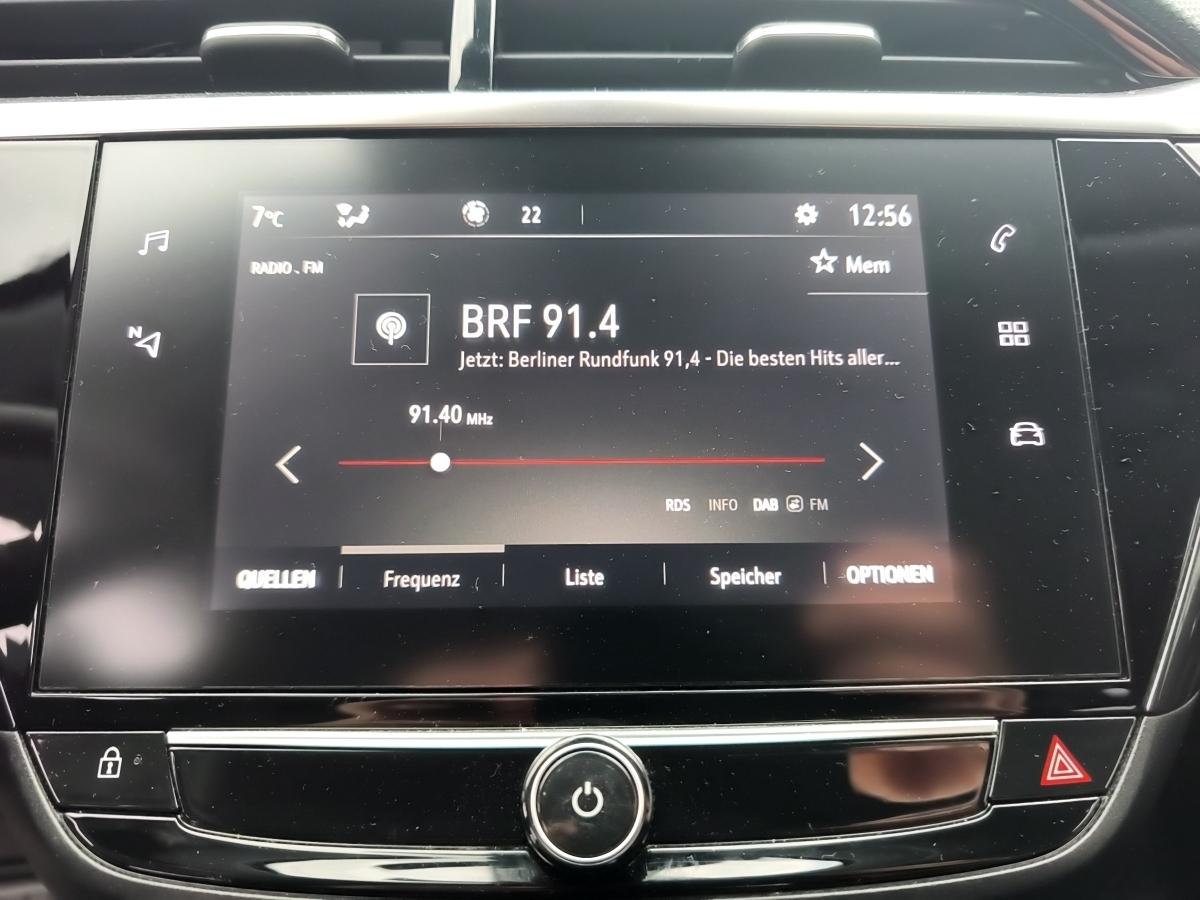 7°C 22 12:56
RADIO . FM
Mem
BRF 91.4
Jetzt: Berliner Rundfunk 91,4 - Die besten Hits aller...
91.40 MHz
N
RDS INFO DAB FM
QUELLEN Frequenz Liste Speicher OPTIONEN